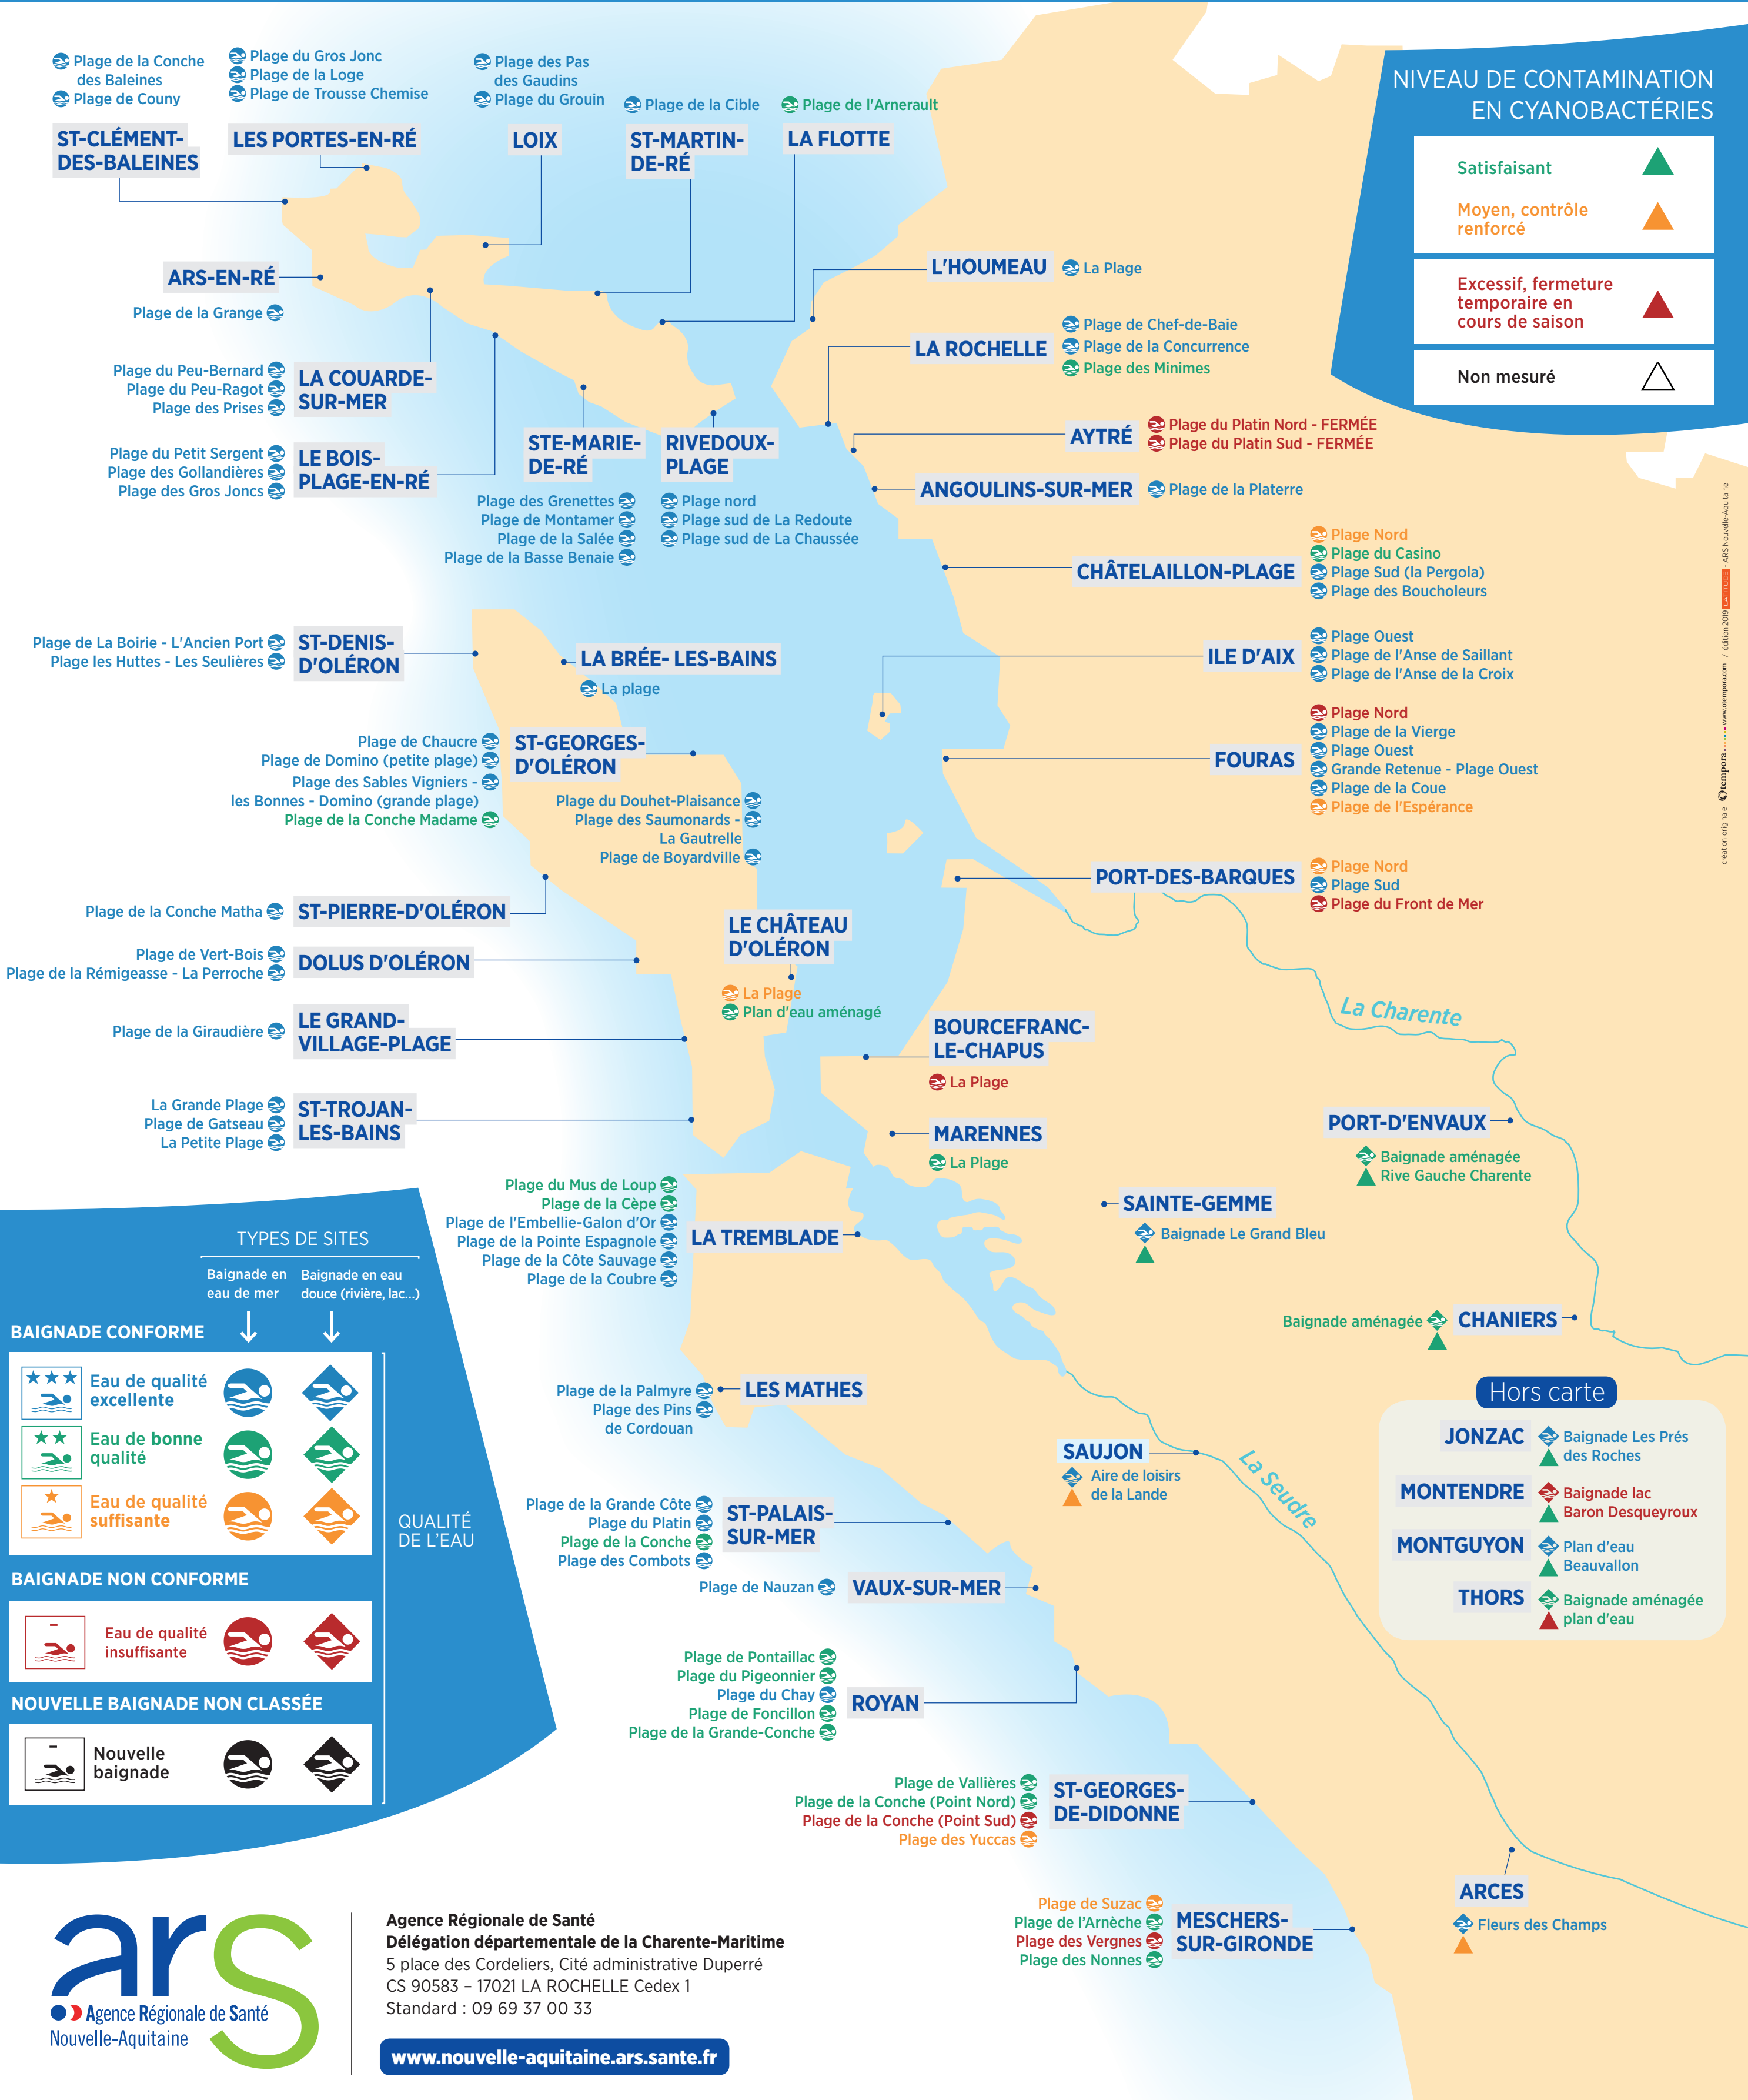 Plage de la Conche
des Baleines
Plage de Couny
ST-CLÉMENT-
DES-BALEINES
Plage du Gros Jonc
Plage de la Loge
Plage de Trousse Chemise
LES PORTES-EN-RÉ
Plage des Pas
des Gaudins
Plage du Grouin
LOIX
Plage de la Cible
ST-MARTIN-
DE-RÉ
Plage de l'Arnerault
LA FLOTTE
NIVEAU DE CONTAMINATION
EN CYANOBACTÉRIES
Satisfaisant
Moyen, contrôle
renforcé
Excessif, fermeture
temporaire en
cours de saison
Non mesuré
ARS-EN-RÉ
Plage de la Grange
Plage du Peu-Bernard
Plage du Peu-Ragot
Plage des Prises
LA COUARDE-
SUR-MER
Plage du Petit Sergent
Plage des Gollandières
Plage des Gros Joncs
LE BOIS-
PLAGE-EN-RÉ
STE-MARIE-
DE-RÉ
Plage des Grenettes
Plage de Montamer
Plage de la Salée
Plage de la Basse Benaie
RIVEDOUX-
PLAGE
Plage nord
Plage sud de La Redoute
Plage sud de La Chaussée
L'HOUMEAU
La Plage
LA ROCHELLE
Plage de Chef-de-Baie
Plage de la Concurrence
Plage des Minimes
AYTRÉ
Plage du Platin Nord - FERMÉE
Plage du Platin Sud - FERMÉE
ANGOULINS-SUR-MER
Plage de la Platerre
CHÂTELAILLON-PLAGE
Plage Nord
Plage du Casino
Plage Sud (la Pergola)
Plage des Boucholeurs
ILE D'AIX
Plage Ouest
Plage de l'Anse de Saillant
Plage de l'Anse de la Croix
FOURAS
Plage Nord
Plage de la Vierge
Plage Ouest
Grande Retenue - Plage Ouest
Plage de la Coue
Plage de l'Espérance
PORT-DES-BARQUES
Plage Nord
Plage Sud
Plage du Front de Mer
création originale tempora www.otempora.com / édition 2019 LATITUDE - ARS Nouvelle-Aquitaine
Plage de La Boirie - L'Ancien Port
Plage les Huttes - Les Seulières
ST-DENIS-
D'OLÉRON
LA BRÉE- LES-BAINS
La plage
Plage de Chaucre
Plage de Domino (petite plage)
Plage des Sables Vigniers -
les Bonnes - Domino (grande plage)
Plage de la Conche Madame
ST-GEORGES-
D'OLÉRON
Plage du Douhet-Plaisance
Plage des Saumonards -
La Gautrelle
Plage de Boyardville
Plage de la Conche Matha
ST-PIERRE-D'OLÉRON
Plage de Vert-Bois
Plage de la Rémigeasse - La Perroche
DOLUS D'OLÉRON
LE CHÂTEAU
D'OLÉRON
La Plage
Plan d'eau aménagé
Plage de la Giraudière
LE GRAND-
VILLAGE-PLAGE
La Grande Plage
Plage de Gatseau
La Petite Plage
ST-TROJAN-
LES-BAINS
BOURCEFRANC-
LE-CHAPUS
La Plage
MARENNES
La Plage
La Charente
PORT-D'ENVAUX
Baignade aménagée
Rive Gauche Charente
SAINTE-GEMME
Baignade Le Grand Bleu
Baignade aménagée
CHANIERS
Plage du Mus de Loup
Plage de la Cèpe
Plage de l'Embellie-Galon d'Or
Plage de la Pointe Espagnole
Plage de la Côte Sauvage
Plage de la Coubre
LA TREMBLADE
Plage de la Palmyre
Plage des Pins
de Cordouan
LES MATHES
SAUJON
Aire de loisirs
de la Lande
La Seudre
Hors carte
JONZAC
Baignade Les Prés
des Roches
MONTENDRE
Baignade lac
Baron Desqueyroux
MONTGUYON
Plan d'eau
Beauvallon
THORS
Baignade aménagée
plan d'eau
Plage de la Grande Côte
Plage du Platin
Plage de la Conche
Plage des Combots
ST-PALAIS-
SUR-MER
Plage de Nauzan
VAUX-SUR-MER
Plage de Pontaillac
Plage du Pigeonnier
Plage du Chay
Plage de Foncillon
Plage de la Grande-Conche
ROYAN
Plage de Vallières
Plage de la Conche (Point Nord)
Plage de la Conche (Point Sud)
Plage des Yuccas
ST-GEORGES-
DE-DIDONNE
Plage de Suzac
Plage de l'Arnèche
Plage des Vergnes
Plage des Nonnes
MESCHERS-
SUR-GIRONDE
ARCES
Fleurs des Champs
TYPES DE SITES
Baignade en
eau de mer
Baignade en eau
douce (rivière, lac...)
BAIGNADE CONFORME
Eau de qualité
excellente
Eau de bonne
qualité
Eau de qualité
suffisante
QUALITÉ
DE L'EAU
BAIGNADE NON CONFORME
Eau de qualité
insuffisante
NOUVELLE BAIGNADE NON CLASSÉE
Nouvelle
baignade
ars
Agence Régionale de Santé
Nouvelle-Aquitaine
Agence Régionale de Santé
Délégation départementale de la Charente-Maritime
5 place des Cordeliers, Cité administrative Duperré
CS 90583 – 17021 LA ROCHELLE Cedex 1
Standard : 09 69 37 00 33
www.nouvelle-aquitaine.ars.sante.fr